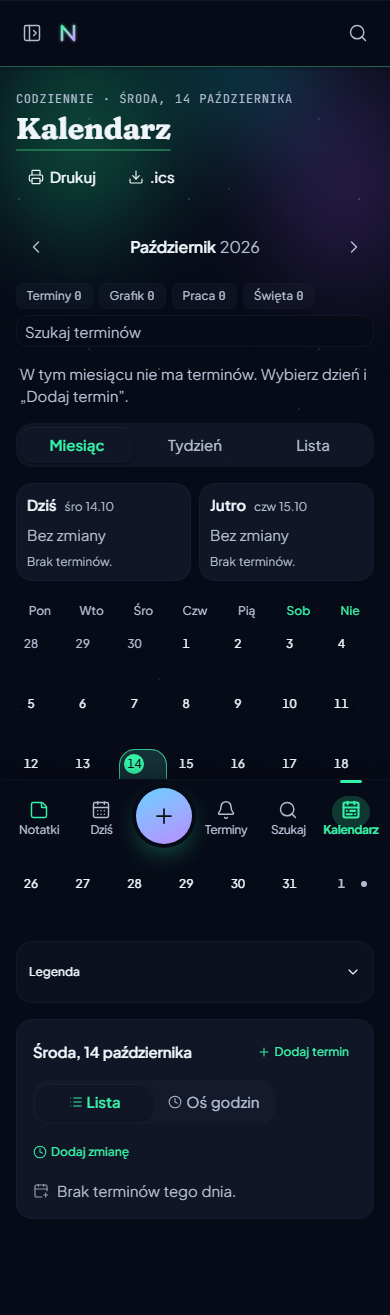 N
CODZIENNIE · ŚRODA, 14 PAŹDZIERNIKA
Kalendarz
Drukuj .ics
Październik 2026
Terminy 0 Grafik 0 Praca 0 Święta 0
Szukaj terminów
W tym miesiącu nie ma terminów. Wybierz dzień i
„Dodaj termin”.
Miesiąc Tydzień Lista
Dziś śro 14.10 Jutro czw 15.10
Bez zmiany Bez zmiany
Brak terminów. Brak terminów.
Pon Wto Śro Czw Pią Sob Nie
28 29 30 1 2 3 4
5 6 7 8 9 10 11
12 13 14 15 16 17 18
Notatki Dziś + Terminy Szukaj Kalendarz
26 27 28 29 30 31 1
Legenda
Środa, 14 października + Dodaj termin
Lista Oś godzin
Dodaj zmianę
Brak terminów tego dnia.